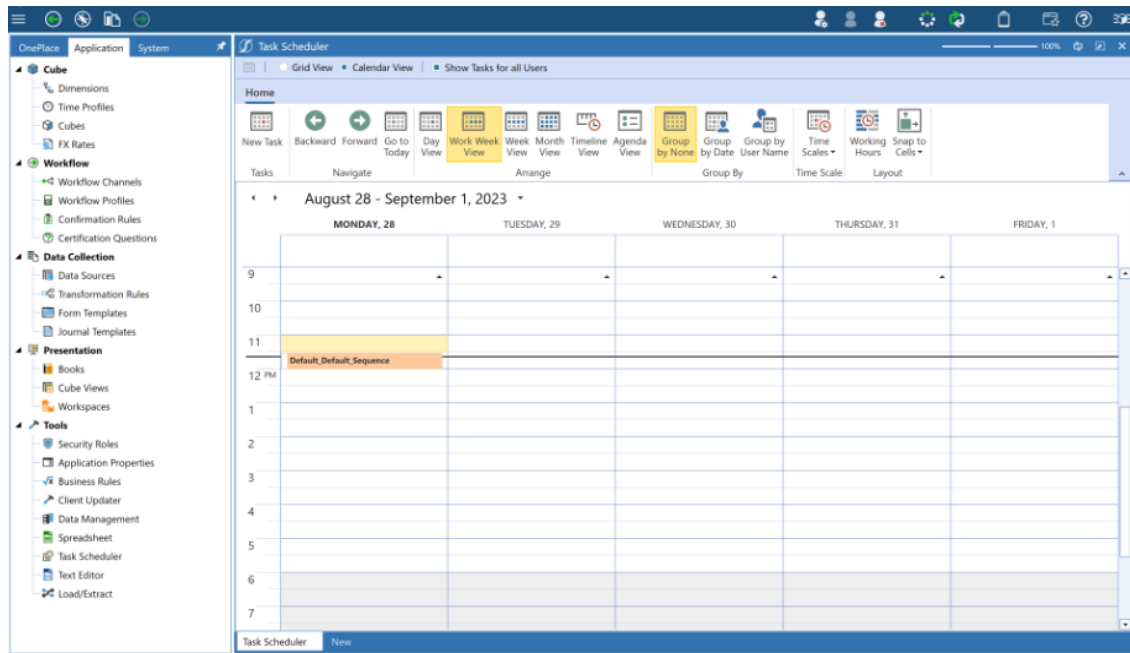 OnePlace Application System
Cube
Dimensions
Time Profiles
Cubes
FX Rates
Workflow
Workflow Channels
Workflow Profiles
Confirmation Rules
Certification Questions
Data Collection
Data Sources
Transformation Rules
Form Templates
Journal Templates
Presentation
Books
Cube Views
Workspaces
Tools
Security Roles
Application Properties
Business Rules
Client Updater
Data Management
Spreadsheet
Task Scheduler
Text Editor
Load/Extract
Task Scheduler 100%
Grid View Calendar View Show Tasks for all Users
Home
New Task Backward Forward Go to Today Day View Work Week View Week View Month View Timeline View Agenda View Group by None Group by Date Group by User Name Time Scales Working Hours Snap to Cells
Tasks Navigate Arrange Group By Time Scale Layout
August 28 - September 1, 2023
MONDAY, 28 TUESDAY, 29 WEDNESDAY, 30 THURSDAY, 31 FRIDAY, 1
9
10
11
Default_Default_Sequence
12 PM
1
2
3
4
5
6
7
Task Scheduler New